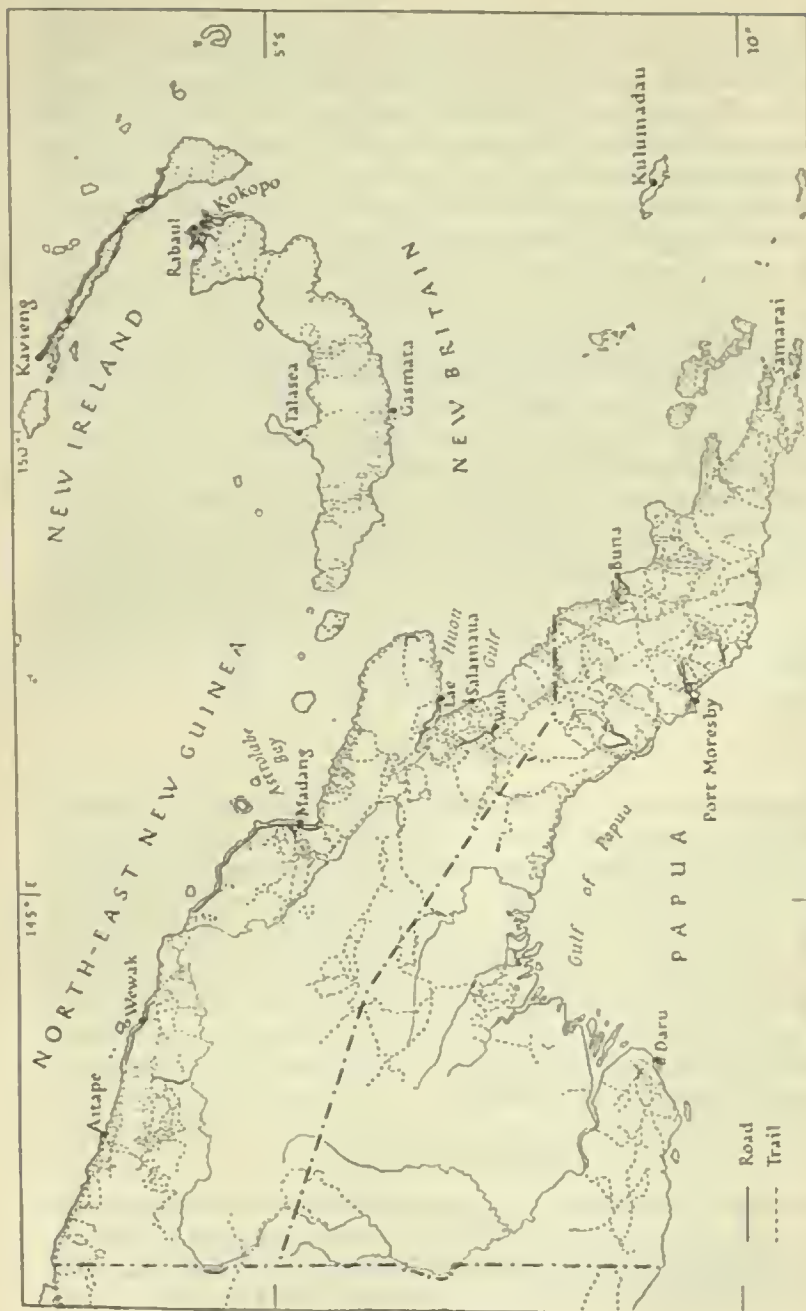 145° E
150°
5° S
10°
NORTH-EAST NEW GUINEA
NEW IRELAND
NEW BRITAIN
PAPUA
Aitape
Wewak
Astrolabe
Bay
Madang
Kavieng
Rabaul
Kokopo
Talasea
Gasmata
Lae
Huon
Gulf
Salamaua
Wau
Buna
Gulf of Papua
Port Moresby
Daru
Kulumadau
Samarai
Road
Trail